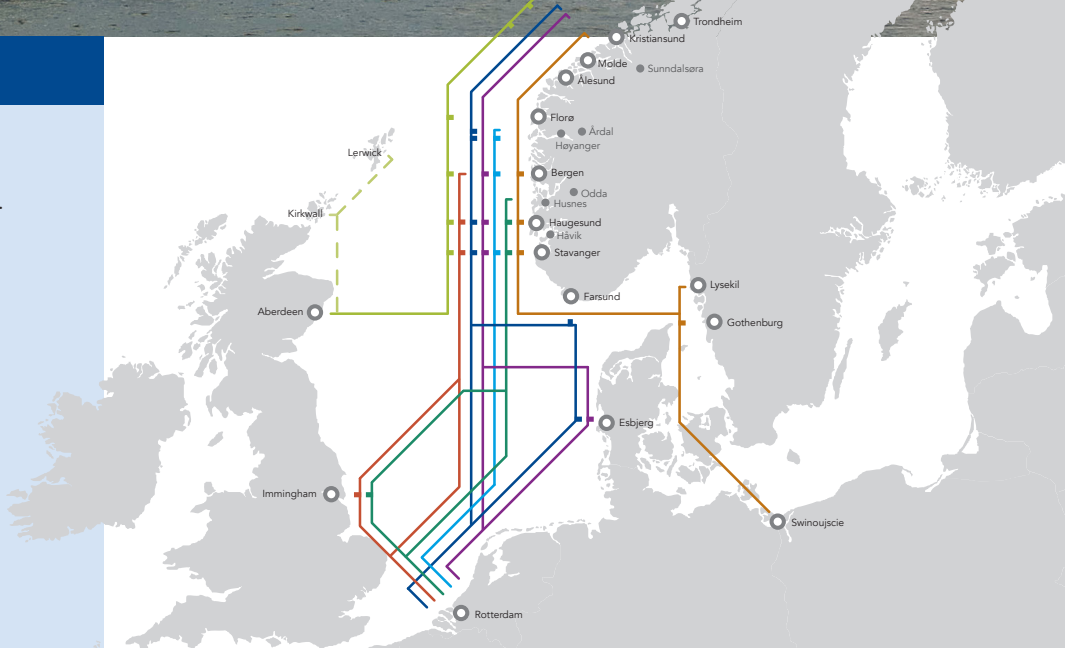 Trondheim
Kristiansund
Molde
Sunndalsøra
Ålesund
Florø
Årdal
Høyanger
Lerwick
Bergen
Odda
Husnes
Kirkwall
Haugesund
Håvik
Stavanger
Lysekil
Farsund
Aberdeen
Gothenburg
Esbjerg
Immingham
Swinoujscie
Rotterdam